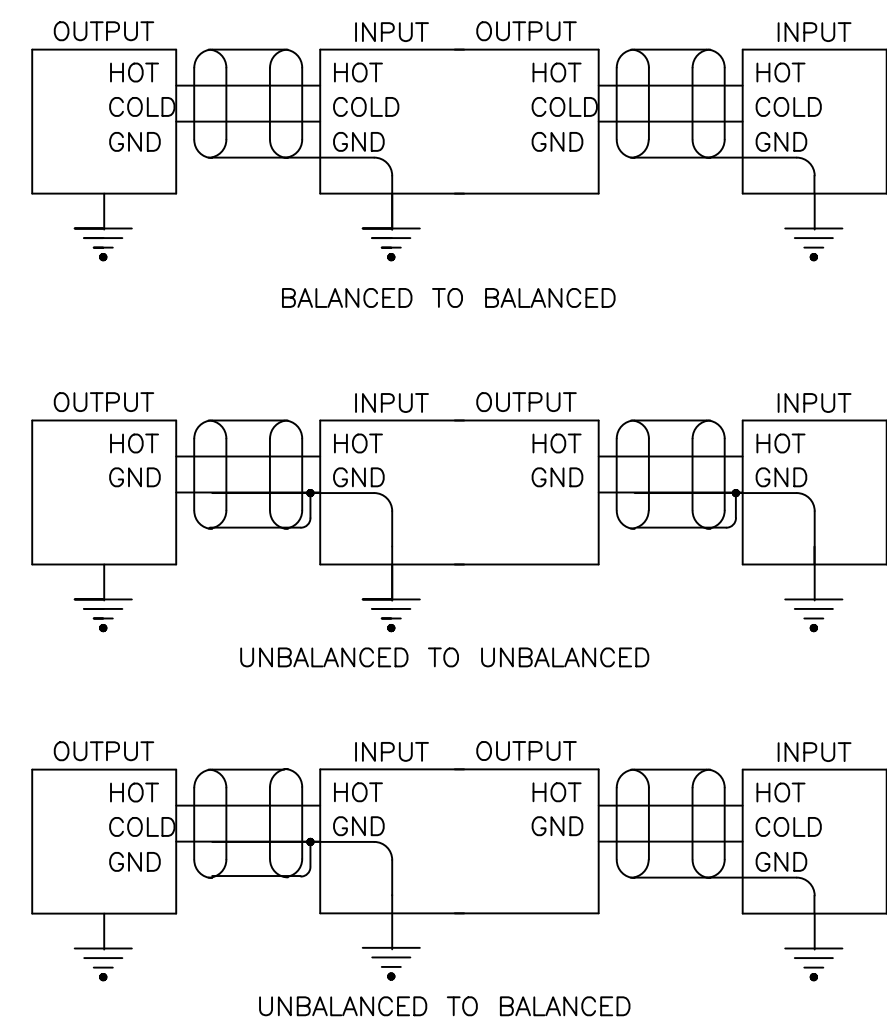 OUTPUT INPUT OUTPUT INPUT
HOT HOT HOT HOT
COLD COLD COLD COLD
GND GND GND GND
BALANCED TO BALANCED
OUTPUT INPUT OUTPUT INPUT
HOT HOT HOT HOT
GND GND GND GND
UNBALANCED TO UNBALANCED
OUTPUT INPUT OUTPUT INPUT
HOT HOT HOT HOT
COLD GND GND COLD
GND GND
UNBALANCED TO BALANCED